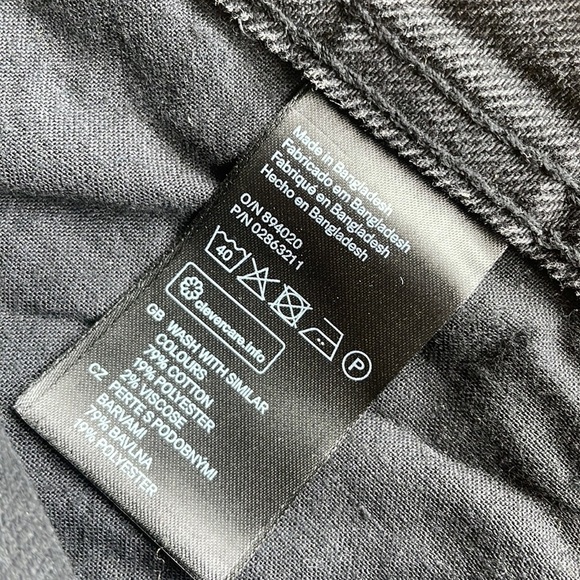 Made in Bangladesh
Fabricado em Bangladesh
Fabriqué en Bangladesh
Hecho en Bangladesh
O/N 894020
P/N 02663211
40
P
clevercare.info
GB WASH WITH SIMILAR
COLOURS
79% COTTON
19% POLYESTER
2% VISCOSE
CZ PERTE S PODOBNÝMI
BARVAMI
79% BAVLNA
19% POLYESTER